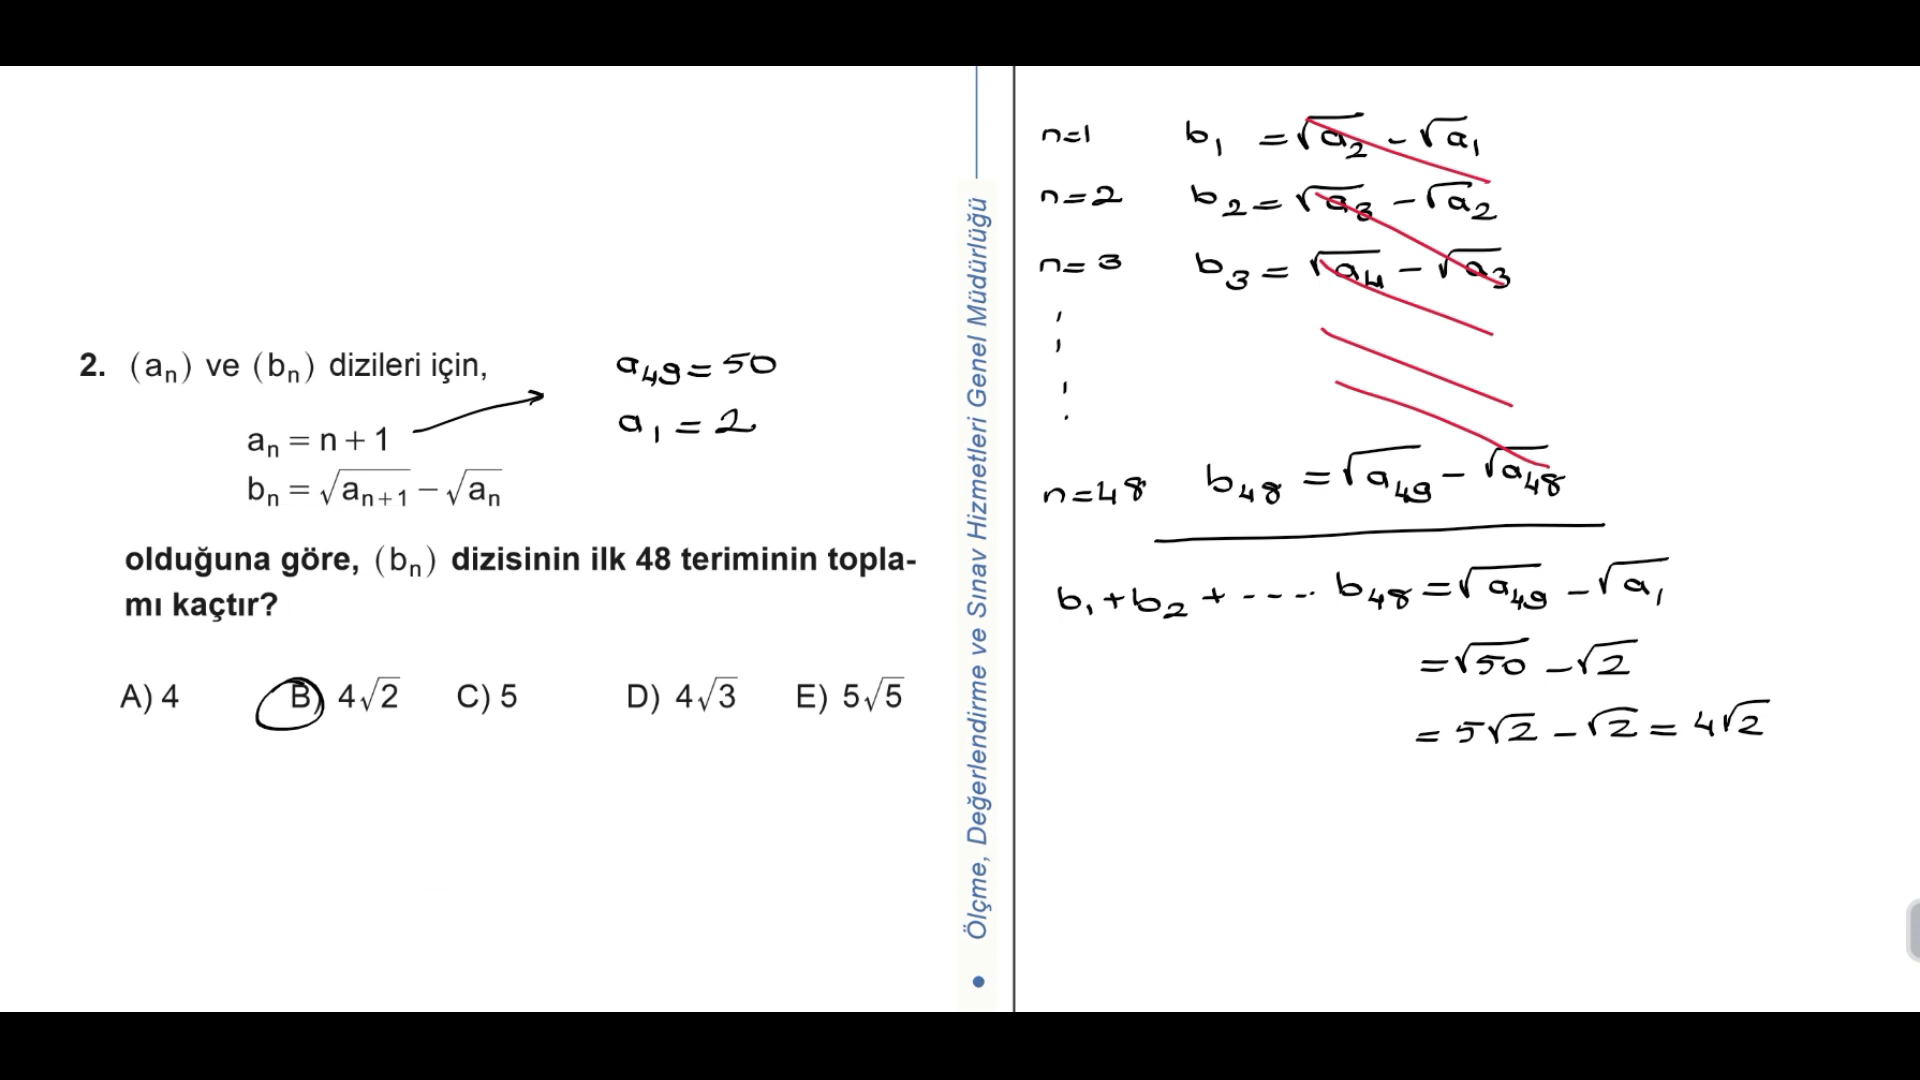 2. (aₙ) ve (bₙ) dizileri için,
aₙ = n + 1
bₙ = √aₙ₊₁ − √aₙ
olduğuna göre, (bₙ) dizisinin ilk 48 teriminin topla-
mı kaçtır?
A) 4 B) 4√2 C) 5 D) 4√3 E) 5√5
a₄₉ = 50
a₁ = 2
Ölçme, Değerlendirme ve Sınav Hizmetleri Genel Müdürlüğü
n=1 b₁ = √a₂ - √a₁
n=2 b₂ = √a₃ - √a₂
n=3 b₃ = √a₄ - √a₃
n=48 b₄₈ = √a₄₉ - √a₄₈
b₁+b₂+---- b₄₈ = √a₄₉ - √a₁
= √50 - √2
= 5√2 - √2 = 4√2